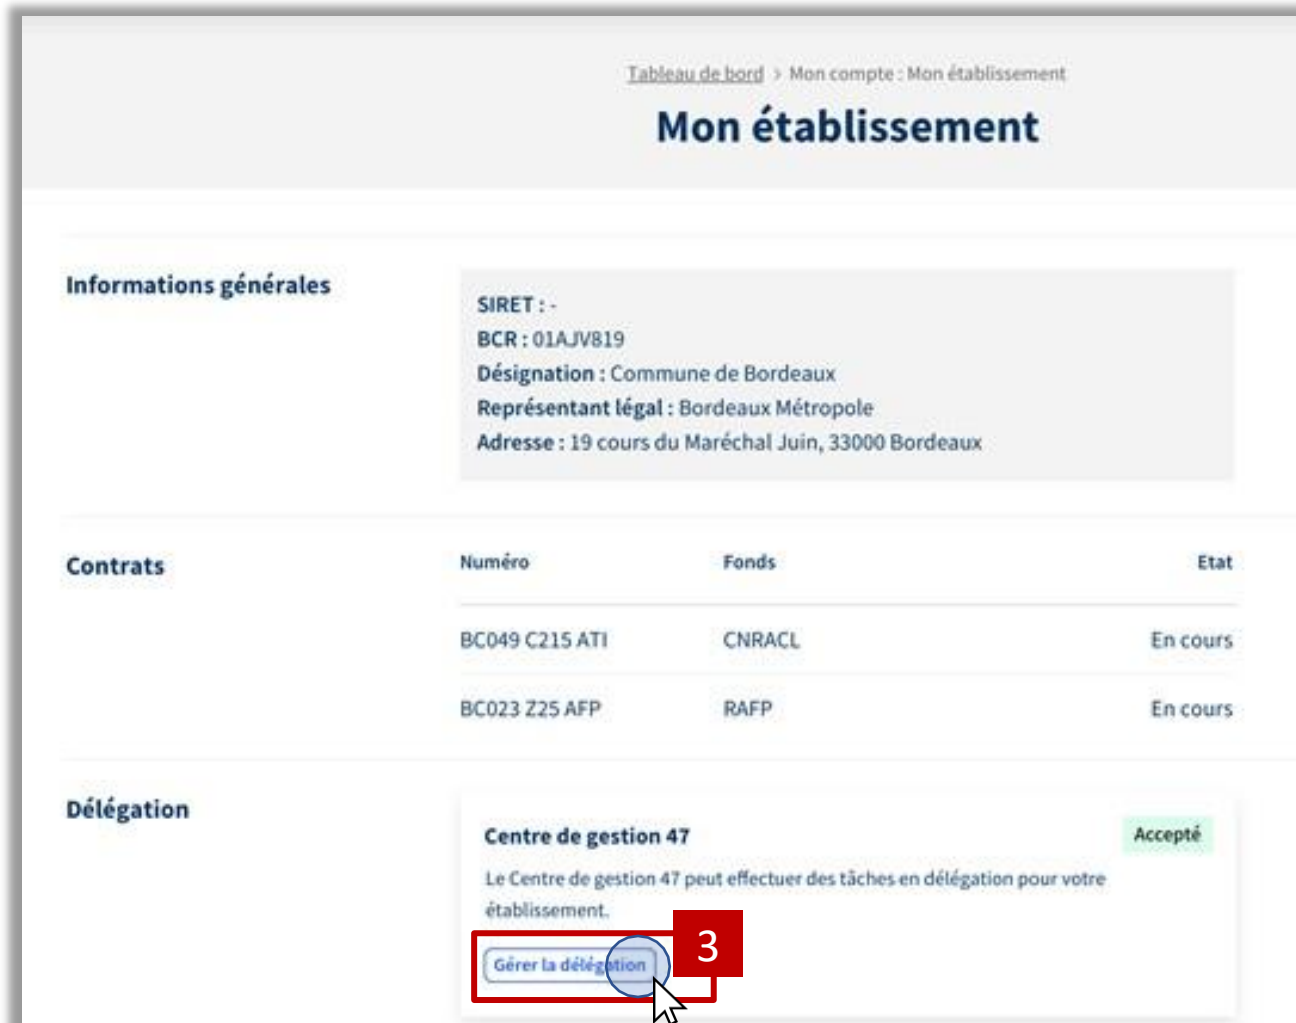 Tableau de bord > Mon compte : Mon établissement
Mon établissement
Informations générales
SIRET : -
BCR : 01AJV819
Désignation : Commune de Bordeaux
Représentant légal : Bordeaux Métropole
Adresse : 19 cours du Maréchal Juin, 33000 Bordeaux
Contrats
Numéro Fonds Etat
BC049 C215 ATI CNRACL En cours
BC023 Z25 AFP RAFP En cours
Délégation
Centre de gestion 47 Accepté
Le Centre de gestion 47 peut effectuer des tâches en délégation pour votre
établissement.
Gérer la délégation
3